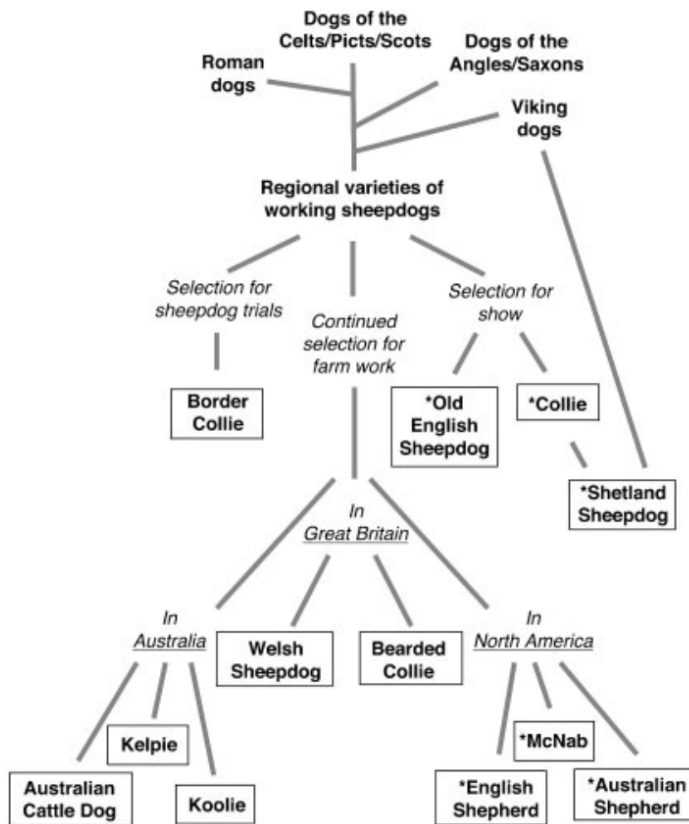 Dogs of the
Celts/Picts/Scots
Roman
dogs
Dogs of the
Angles/Saxons
Viking
dogs
Regional varieties of
working sheepdogs
Selection for
sheepdog trials
Continued
selection for
farm work
Selection for
show
Border
Collie
*Old
English
Sheepdog
*Collie
*Shetland
Sheepdog
In
Great Britain
In
Australia
Welsh
Sheepdog
Bearded
Collie
In
North America
Kelpie
*McNab
Australian
Cattle Dog
Koolie
*English
Shepherd
*Australian
Shepherd